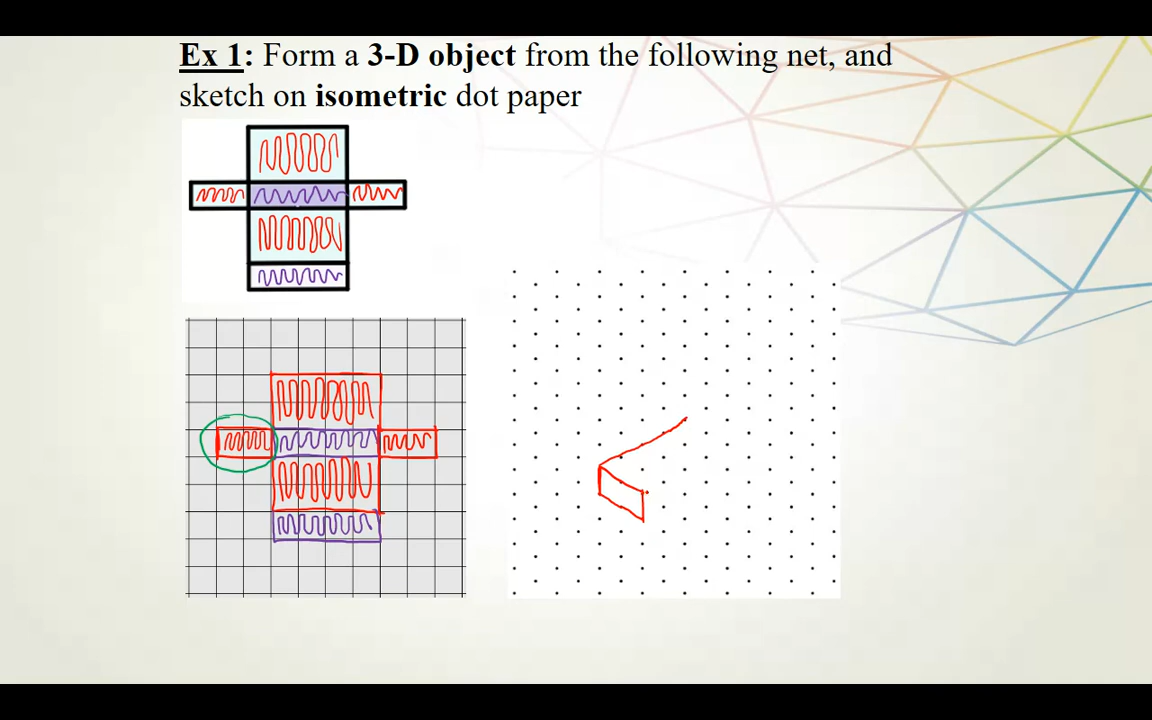 Ex 1: Form a 3-D object from the following net, and
sketch on isometric dot paper